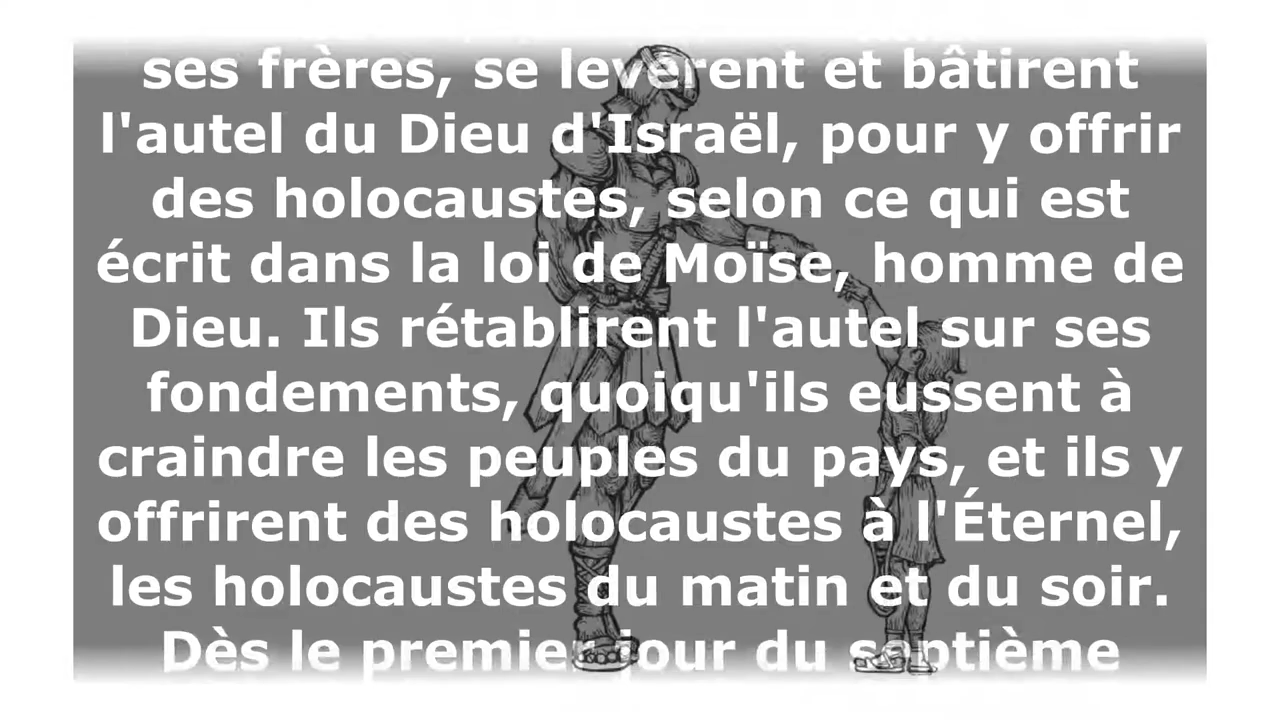 ses frères, se levèrent et bâtirent
l'autel du Dieu d'Israël, pour y offrir
des holocaustes, selon ce qui est
écrit dans la loi de Moïse, homme de
Dieu. Ils rétablirent l'autel sur ses
fondements, quoiqu'ils eussent à
craindre les peuples du pays, et ils y
offrirent des holocaustes à l'Éternel,
les holocaustes du matin et du soir.
Dès le premier jour du septième